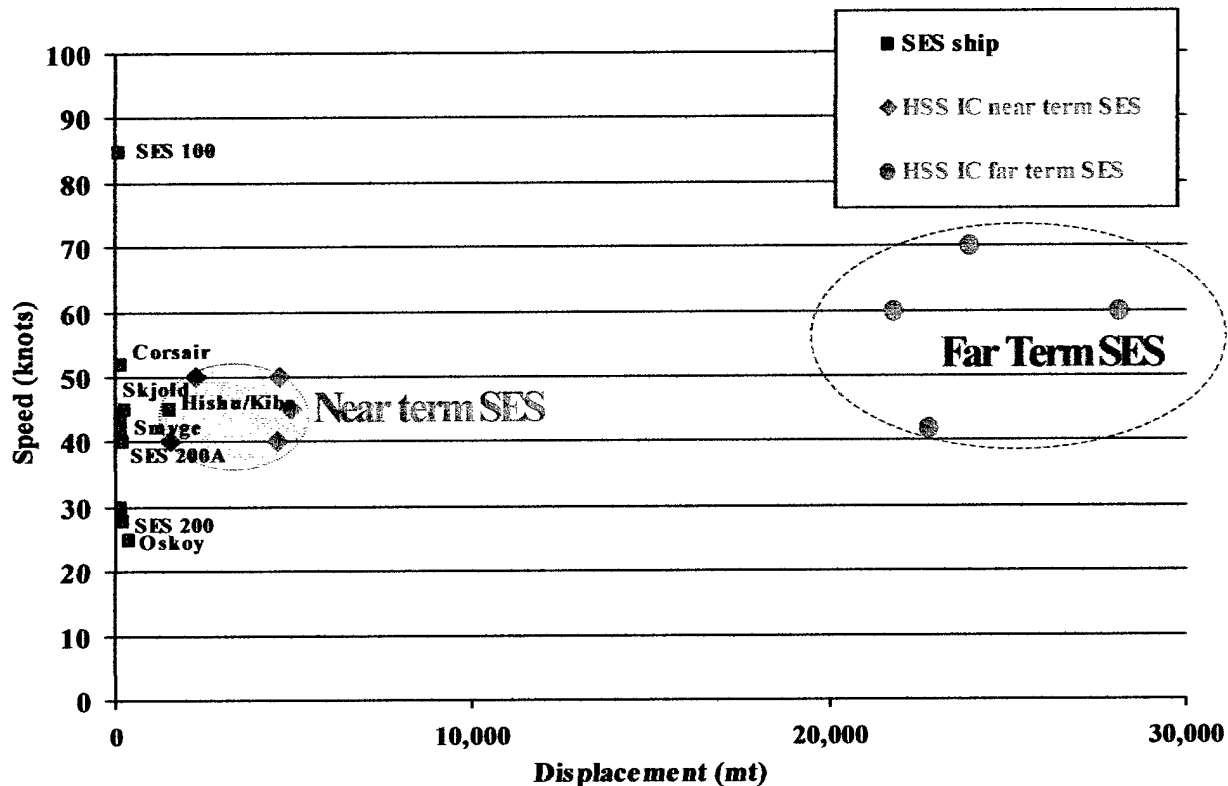 SES ship
HSS IC near term SES
HSS IC far term SES
100
90
80
70
60
50
40
30
20
10
0
Speed (knots)
SES 100
Corsair
Skjold
Hishu/Kibo
Smyge
SES 200A
SES 200
Oskoy
Near term SES
Far Term SES
0
10,000
20,000
30,000
Displacement (mt)